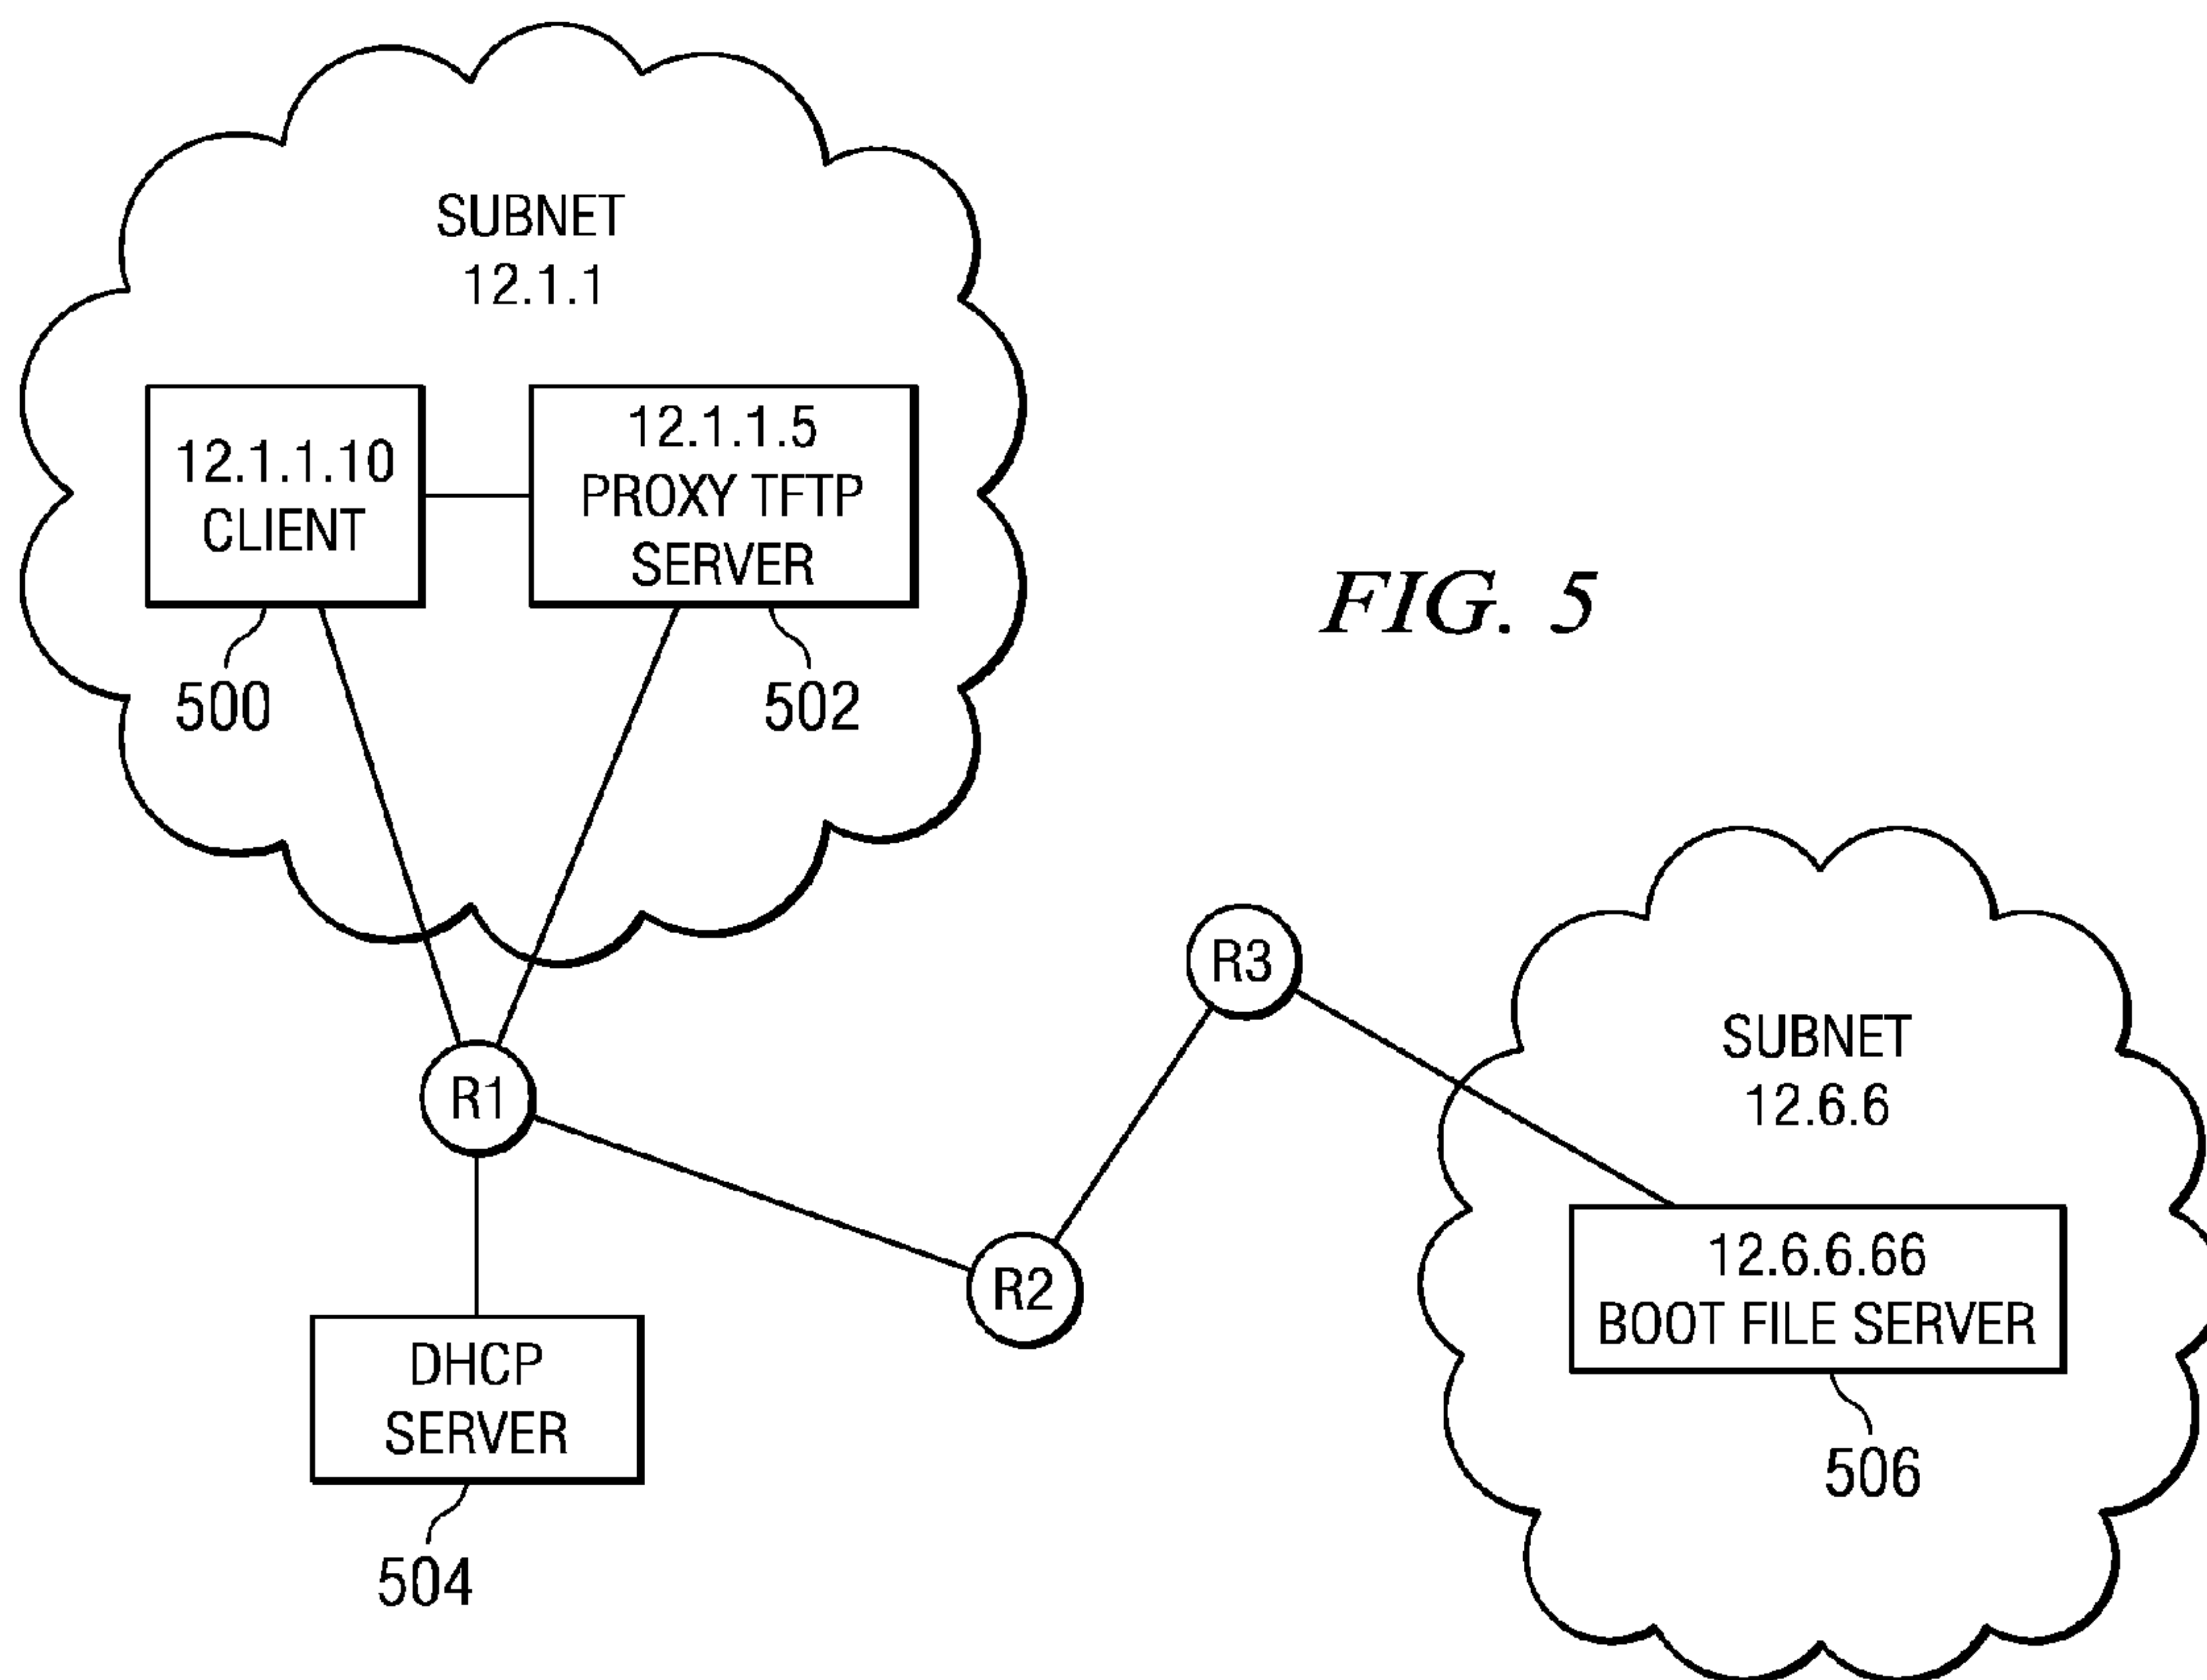 SUBNET
12.1.1
12.1.1.10
CLIENT
12.1.1.5
PROXY TFTP
SERVER
500
502
FIG. 5
R1
R2
R3
SUBNET
12.6.6
12.6.6.66
BOOT FILE SERVER
506
DHCP
SERVER
504